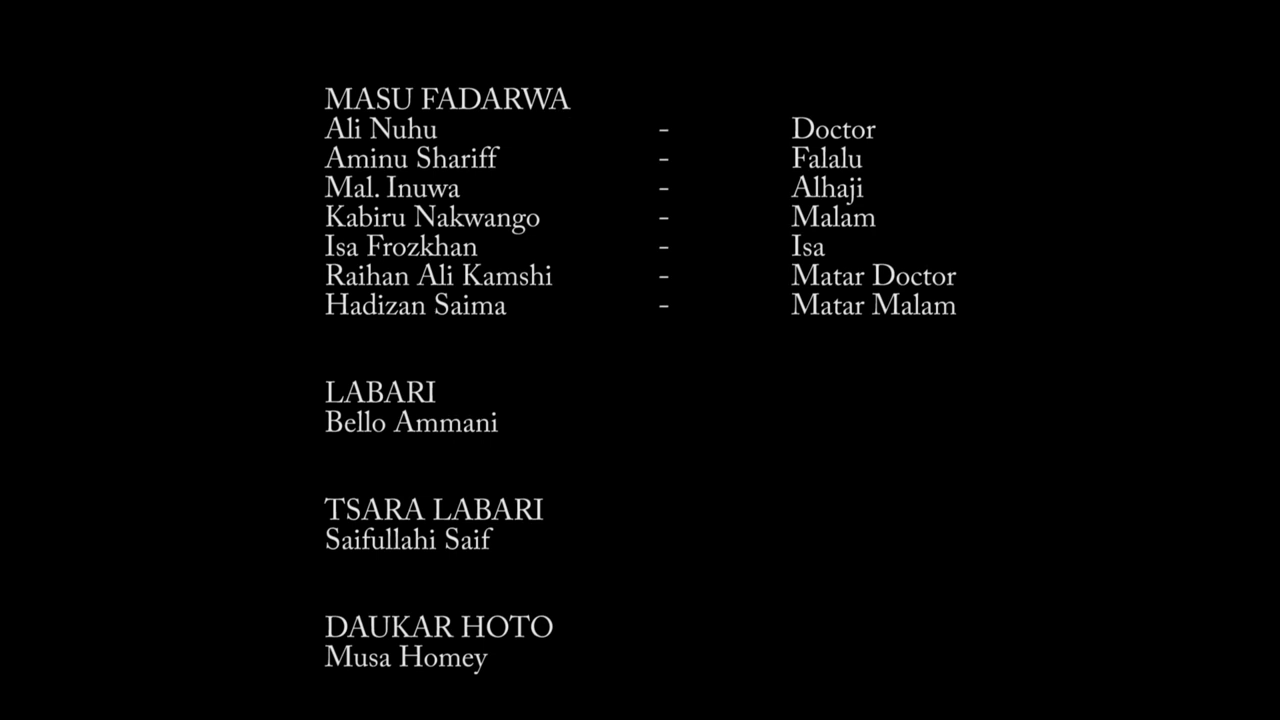 MASU FADARWA
Ali Nuhu - Doctor
Aminu Shariff - Falalu
Mal. Inuwa - Alhaji
Kabiru Nakwango - Malam
Isa Frozkhan - Isa
Raihan Ali Kamshi - Matar Doctor
Hadizan Saima - Matar Malam
LABARI
Bello Ammani
TSARA LABARI
Saifullahi Saif
DAUKAR HOTO
Musa Homey